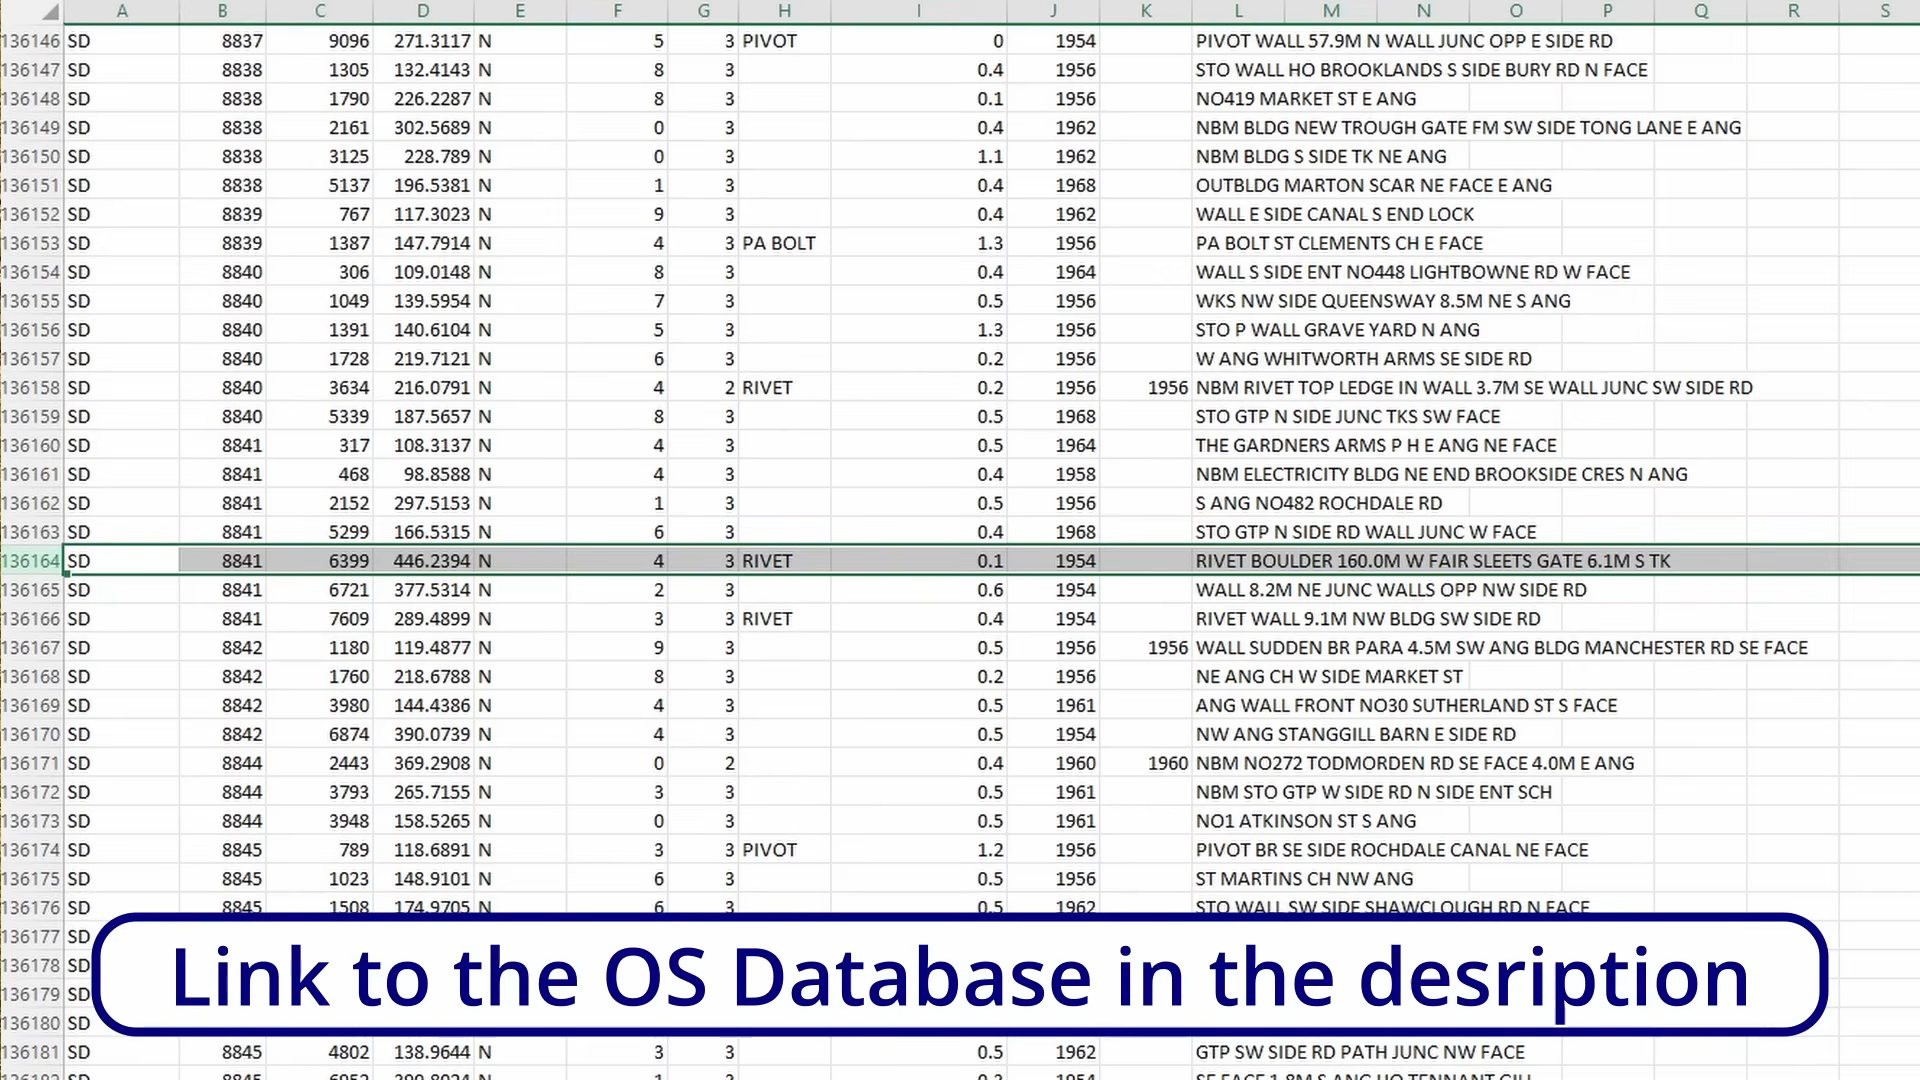 A B C D E F G H I J K L M N O P Q R S
136146 SD 8837 9096 271.3117 N 5 3 PIVOT 0 1954 PIVOT WALL 57.9M N WALL JUNC OPP E SIDE RD
136147 SD 8838 1305 132.4143 N 8 3 0.4 1956 STO WALL HO BROOKLANDS S SIDE BURY RD N FACE
136148 SD 8838 1790 226.2287 N 8 3 0.1 1956 NO419 MARKET ST E ANG
136149 SD 8838 2161 302.5689 N 0 3 0.4 1962 NBM BLDG NEW TROUGH GATE FM SW SIDE TONG LANE E ANG
136150 SD 8838 3125 228.789 N 0 3 1.1 1962 NBM BLDG S SIDE TK NE ANG
136151 SD 8838 5137 196.5381 N 1 3 0.4 1968 OUTBLDG MARTON SCAR NE FACE E ANG
136152 SD 8839 767 117.3023 N 9 3 0.4 1962 WALL E SIDE CANAL S END LOCK
136153 SD 8839 1387 147.7914 N 4 3 PA BOLT 1.3 1956 PA BOLT ST CLEMENTS CH E FACE
136154 SD 8840 306 109.0148 N 8 3 0.4 1964 WALL S SIDE ENT NO448 LIGHTBOWNE RD W FACE
136155 SD 8840 1049 139.5954 N 7 3 0.5 1956 WKS NW SIDE QUEENSWAY 8.5M NE S ANG
136156 SD 8840 1391 140.6104 N 5 3 1.3 1956 STO P WALL GRAVE YARD N ANG
136157 SD 8840 1728 219.7121 N 6 3 0.2 1956 W ANG WHITWORTH ARMS SE SIDE RD
136158 SD 8840 3634 216.0791 N 4 2 RIVET 0.2 1956 1956 NBM RIVET TOP LEDGE IN WALL 3.7M SE WALL JUNC SW SIDE RD
136159 SD 8840 5339 187.5657 N 8 3 0.5 1968 STO GTP N SIDE JUNC TKS SW FACE
136160 SD 8841 317 108.3137 N 4 3 0.5 1964 THE GARDNERS ARMS P H E ANG NE FACE
136161 SD 8841 468 98.8588 N 4 3 0.4 1958 NBM ELECTRICITY BLDG NE END BROOKSIDE CRES N ANG
136162 SD 8841 2152 297.5153 N 1 3 0.5 1956 S ANG NO482 ROCHDALE RD
136163 SD 8841 5299 166.5315 N 6 3 0.4 1968 STO GTP N SIDE RD WALL JUNC W FACE
136164 SD 8841 6399 446.2394 N 4 3 RIVET 0.1 1954 RIVET BOULDER 160.0M W FAIR SLEETS GATE 6.1M S TK
136165 SD 8841 6721 377.5314 N 2 3 0.6 1954 WALL 8.2M NE JUNC WALLS OPP NW SIDE RD
136166 SD 8841 7609 289.4899 N 3 3 RIVET 0.4 1954 RIVET WALL 9.1M NW BLDG SW SIDE RD
136167 SD 8842 1180 119.4877 N 9 3 0.5 1956 1956 WALL SUDDEN BR PARA 4.5M SW ANG BLDG MANCHESTER RD SE FACE
136168 SD 8842 1760 218.6788 N 8 3 0.2 1956 NE ANG CH W SIDE MARKET ST
136169 SD 8842 3980 144.4386 N 4 3 0.5 1961 ANG WALL FRONT NO30 SUTHERLAND ST S FACE
136170 SD 8842 6874 390.0739 N 4 3 0.5 1954 NW ANG STANGGILL BARN E SIDE RD
136171 SD 8844 2443 369.2908 N 0 2 0.4 1960 1960 NBM NO272 TODMORDEN RD SE FACE 4.0M E ANG
136172 SD 8844 3793 265.7155 N 3 3 0.5 1961 NBM STO GTP W SIDE RD N SIDE ENT SCH
136173 SD 8844 3948 158.5265 N 0 3 0.5 1961 NO1 ATKINSON ST S ANG
136174 SD 8845 789 118.6891 N 3 3 PIVOT 1.2 1956 PIVOT BR SE SIDE ROCHDALE CANAL NE FACE
136175 SD 8845 1023 148.9101 N 6 3 0.5 1956 ST MARTINS CH NW ANG
136176 SD 8845 1508 174.9705 N 6 3 0.5 1962 STO WALL SW SIDE SHAWCLOUGH RD N FACE
136177 SD
136178 SD
136179 SD
136180 SD
Link to the OS Database in the desription
136181 SD 8845 4802 138.9644 N 3 3 0.5 1962 GTP SW SIDE RD PATH JUNC NW FACE